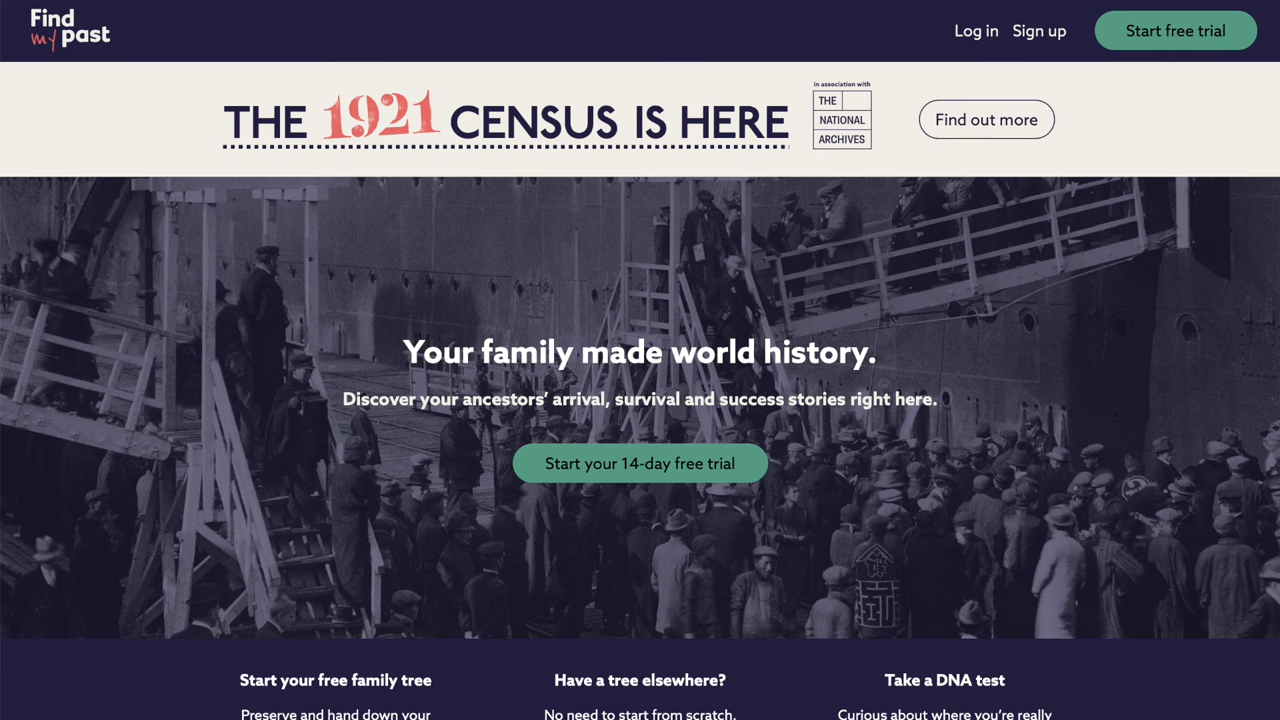 Find
my past
Log in
Sign up
Start free trial
THE 1921 CENSUS IS HERE
in association with
THE
NATIONAL
ARCHIVES
Find out more
Your family made world history.
Discover your ancestors’ arrival, survival and success stories right here.
Start your 14-day free trial
Start your free family tree
Have a tree elsewhere?
Take a DNA test
Preserve and hand down your
No need to start from scratch.
Curious about where you’re really